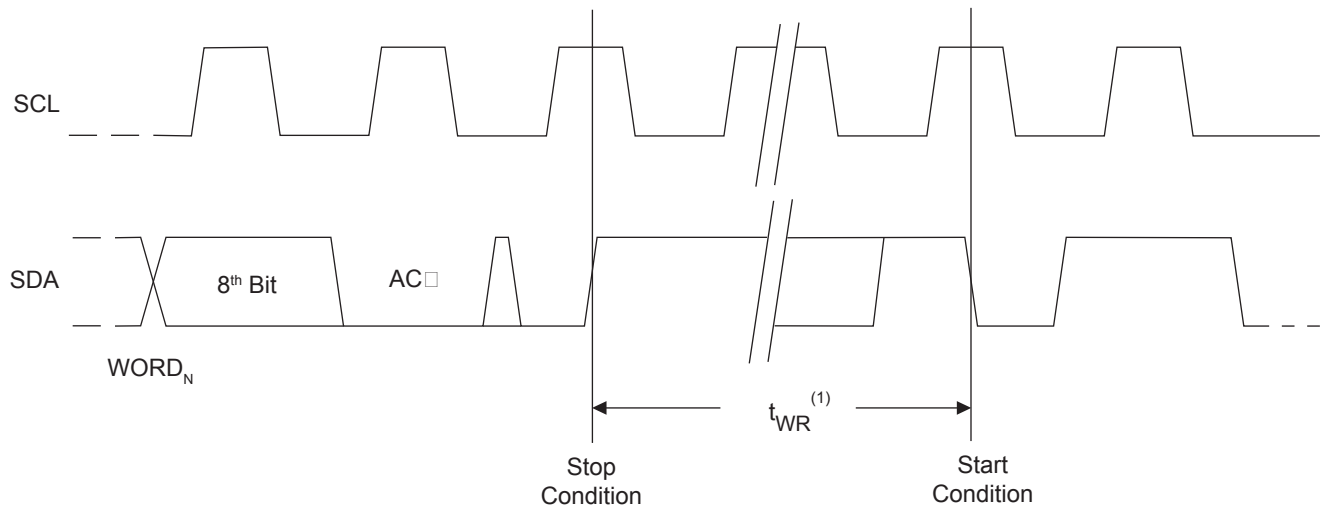 SCL
SDA
8th Bit
AC□
WORDN
tWR(1)
Stop
Condition
Start
Condition